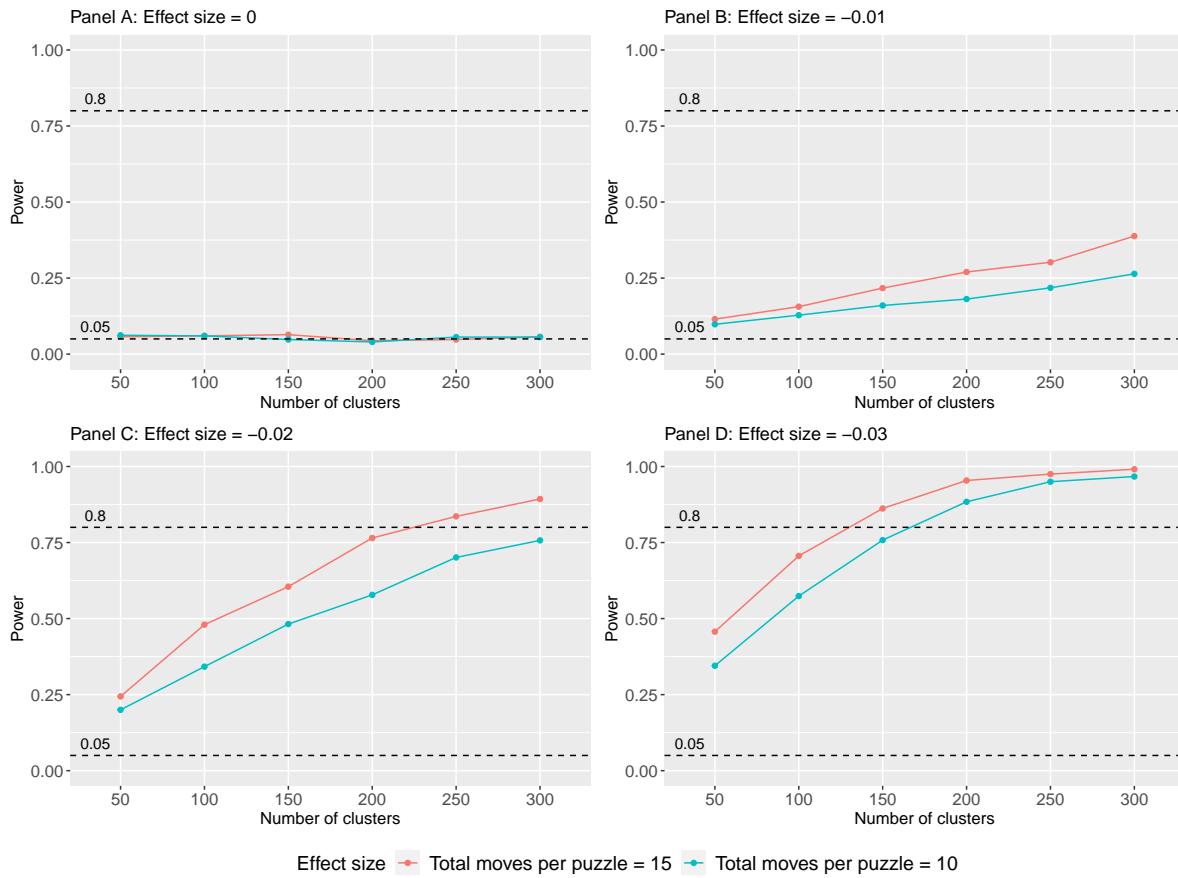 Panel A: Effect size = 0
1.00
0.8
0.75
Power
0.50
0.25
0.05
0.00
50 100 150 200 250 300
Number of clusters
Panel B: Effect size = −0.01
1.00
0.8
0.75
Power
0.50
0.25
0.05
0.00
50 100 150 200 250 300
Number of clusters
Panel C: Effect size = −0.02
1.00
0.8
0.75
Power
0.50
0.25
0.05
0.00
50 100 150 200 250 300
Number of clusters
Panel D: Effect size = −0.03
1.00
0.8
0.75
Power
0.50
0.25
0.05
0.00
50 100 150 200 250 300
Number of clusters
Effect size Total moves per puzzle = 15 Total moves per puzzle = 10